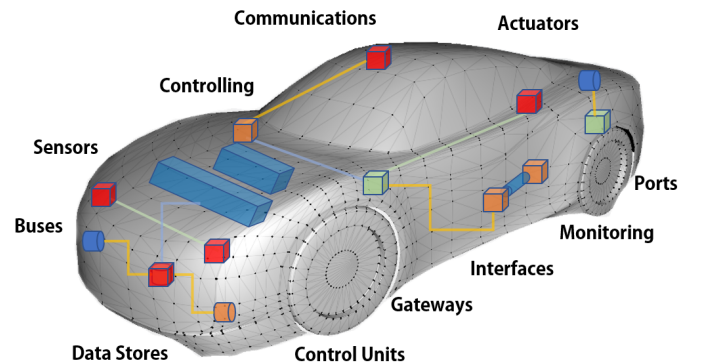 Communications
Actuators
Controlling
Sensors
Ports
Buses
Monitoring
Interfaces
Gateways
Data Stores
Control Units